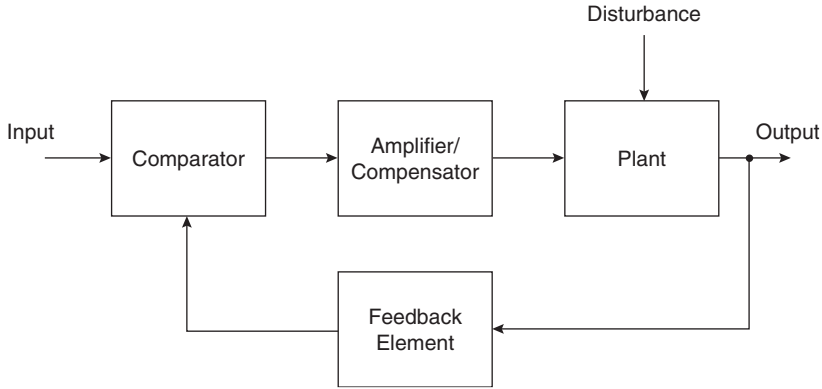 Disturbance
Input
Comparator
Amplifier/
Compensator
Plant
Output
Feedback
Element